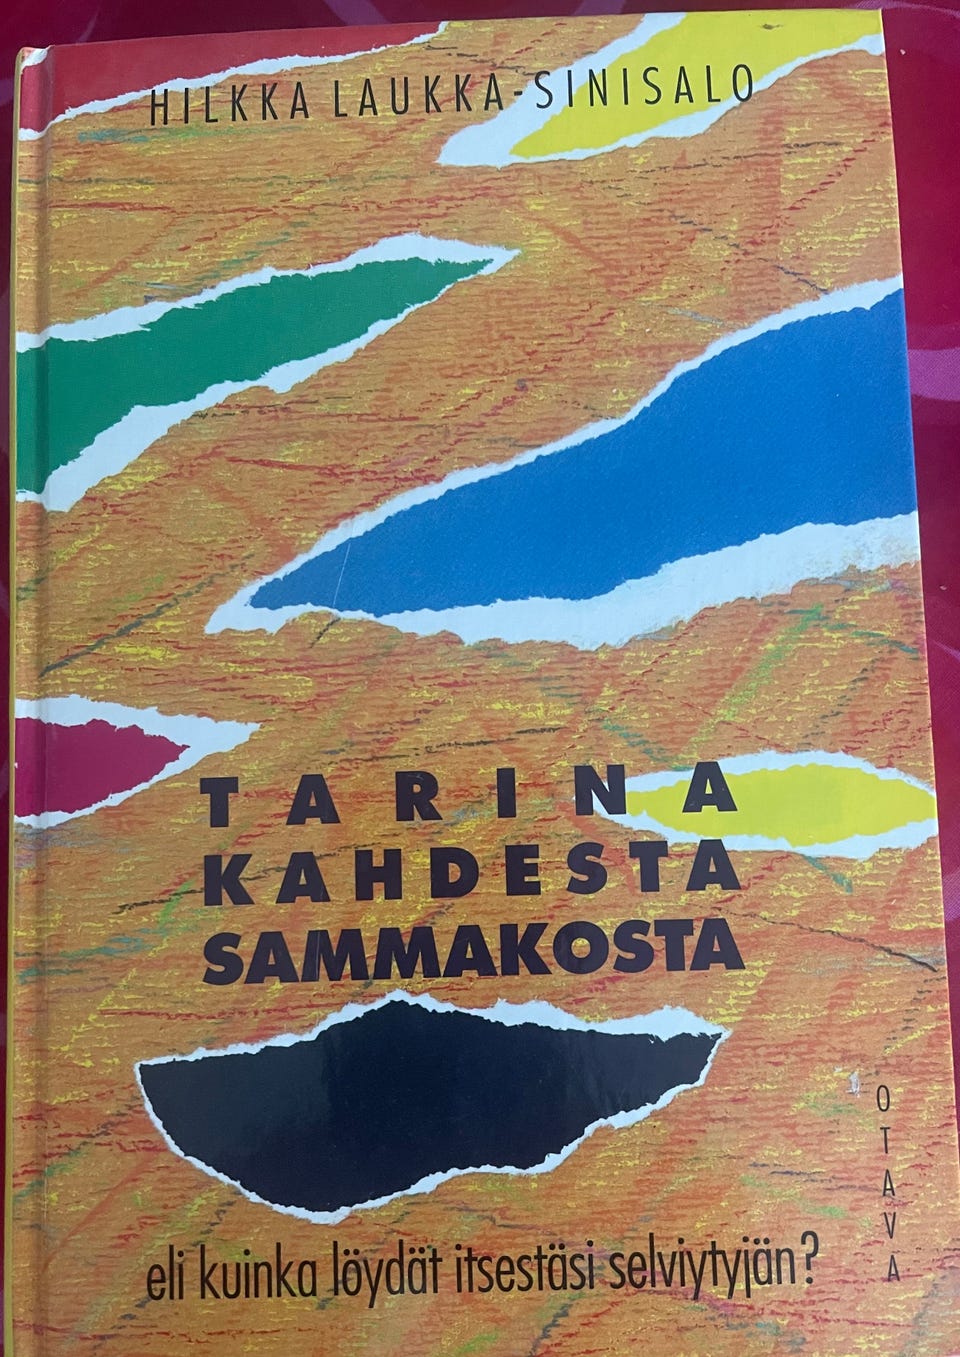 HILKKA LAUKKA-SINISALO
TARINA
KAHDESTA
SAMMAKOSTA
OTAVA
eli kuinka löydät itsestäsi selviytyjän?